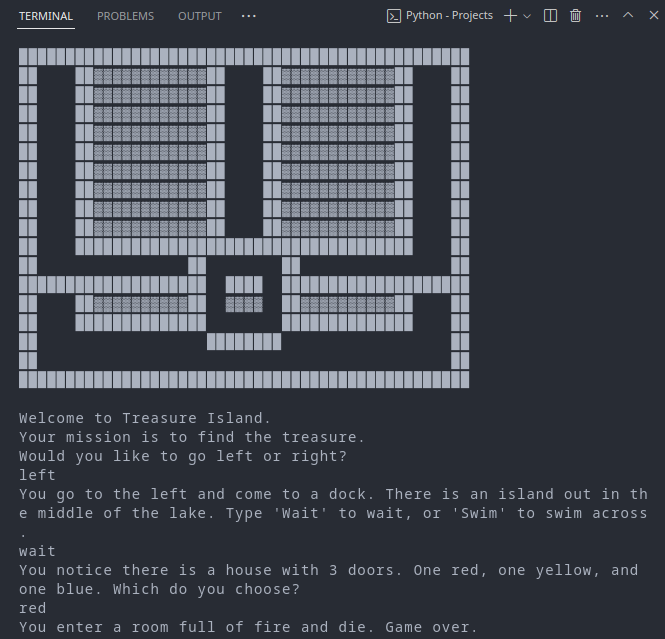 TERMINAL PROBLEMS OUTPUT ··· Python - Projects
Welcome to Treasure Island.
Your mission is to find the treasure.
Would you like to go left or right?
left
You go to the left and come to a dock. There is an island out in th
e middle of the lake. Type 'Wait' to wait, or 'Swim' to swim across
.
wait
You notice there is a house with 3 doors. One red, one yellow, and
one blue. Which do you choose?
red
You enter a room full of fire and die. Game over.